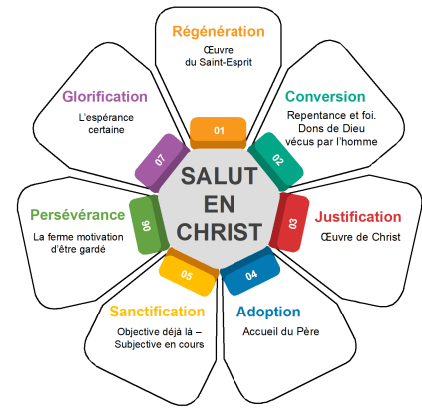 Régénération
Œuvre
du Saint-Esprit
01
Conversion
Repentance et foi.
Dons de Dieu
vécus par l'homme
02
Justification
Œuvre de Christ
03
Adoption
Accueil du Père
04
Sanctification
Objective déjà là –
Subjective en cours
05
Persévérance
La ferme motivation
d'être gardé
06
Glorification
L'espérance
certaine
07
SALUT
EN
CHRIST